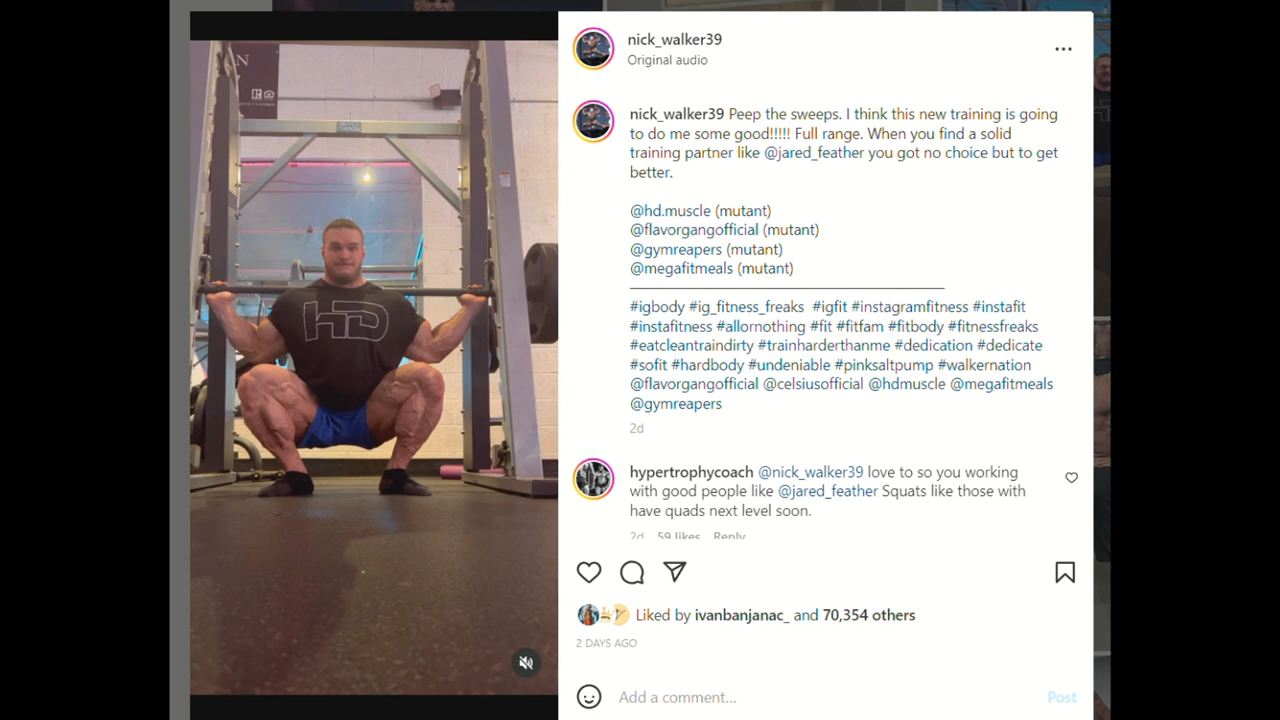 N
HD
nick_walker39
Original audio
nick_walker39 Peep the sweeps. I think this new training is going
to do me some good!!!!! Full range. When you find a solid
training partner like @jared_feather you got no choice but to get
better.
@hd.muscle (mutant)
@flavorgangofficial (mutant)
@gymreapers (mutant)
@megafitmeals (mutant)
#igbody #ig_fitness_freaks #igfit #instagramfitness #instafit
#instafitness #allornothing #fit #fitfam #fitbody #fitnessfreaks
#eatcleantraindirty #trainharderthanme #dedication #dedicate
#sofit #hardbody #undeniable #pinksaltpump #walkernation
@flavorgangofficial @celsiusofficial @hdmuscle @megafitmeals
@gymreapers
2d
hypertrophycoach @nick_walker39 love to so you working
with good people like @jared_feather Squats like those with
have quads next level soon.
2d 59 likes Reply
Liked by ivanbanjanac_ and 70,354 others
2 DAYS AGO
Add a comment...
Post